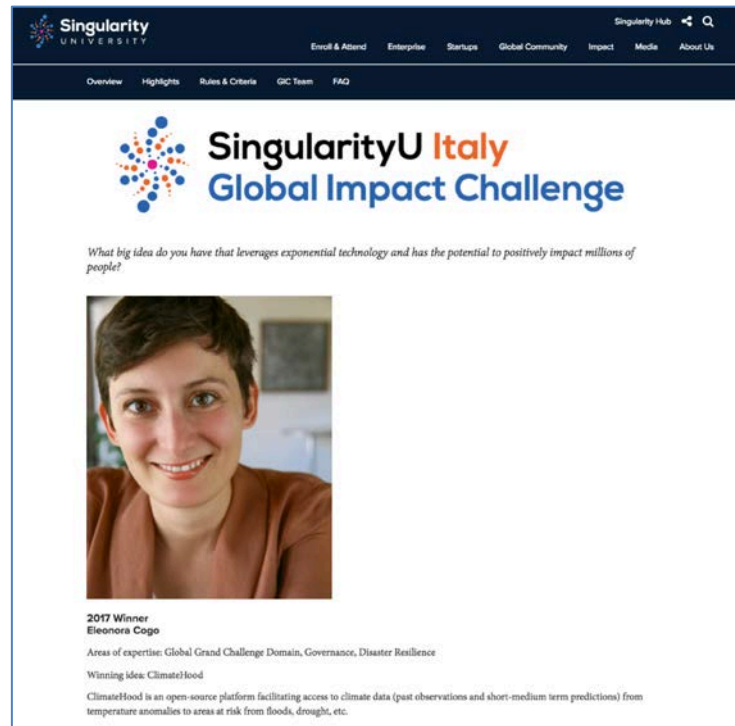 Singularity
UNIVERSITY
Singularity Hub
Enroll & Attend Enterprise Startups Global Community Impact Media About Us
Overview Highlights Rules & Criteria GIC Team FAQ
SingularityU Italy
Global Impact Challenge
What big idea do you have that leverages exponential technology and has the potential to positively impact millions of
people?
2017 Winner
Eleonora Cogo
Areas of expertise: Global Grand Challenge Domain, Governance, Disaster Resilience
Winning idea: ClimateHood
ClimateHood is an open-source platform facilitating access to climate data (past observations and short-medium term predictions) from
temperature anomalies to areas at risk from floods, drought, etc.